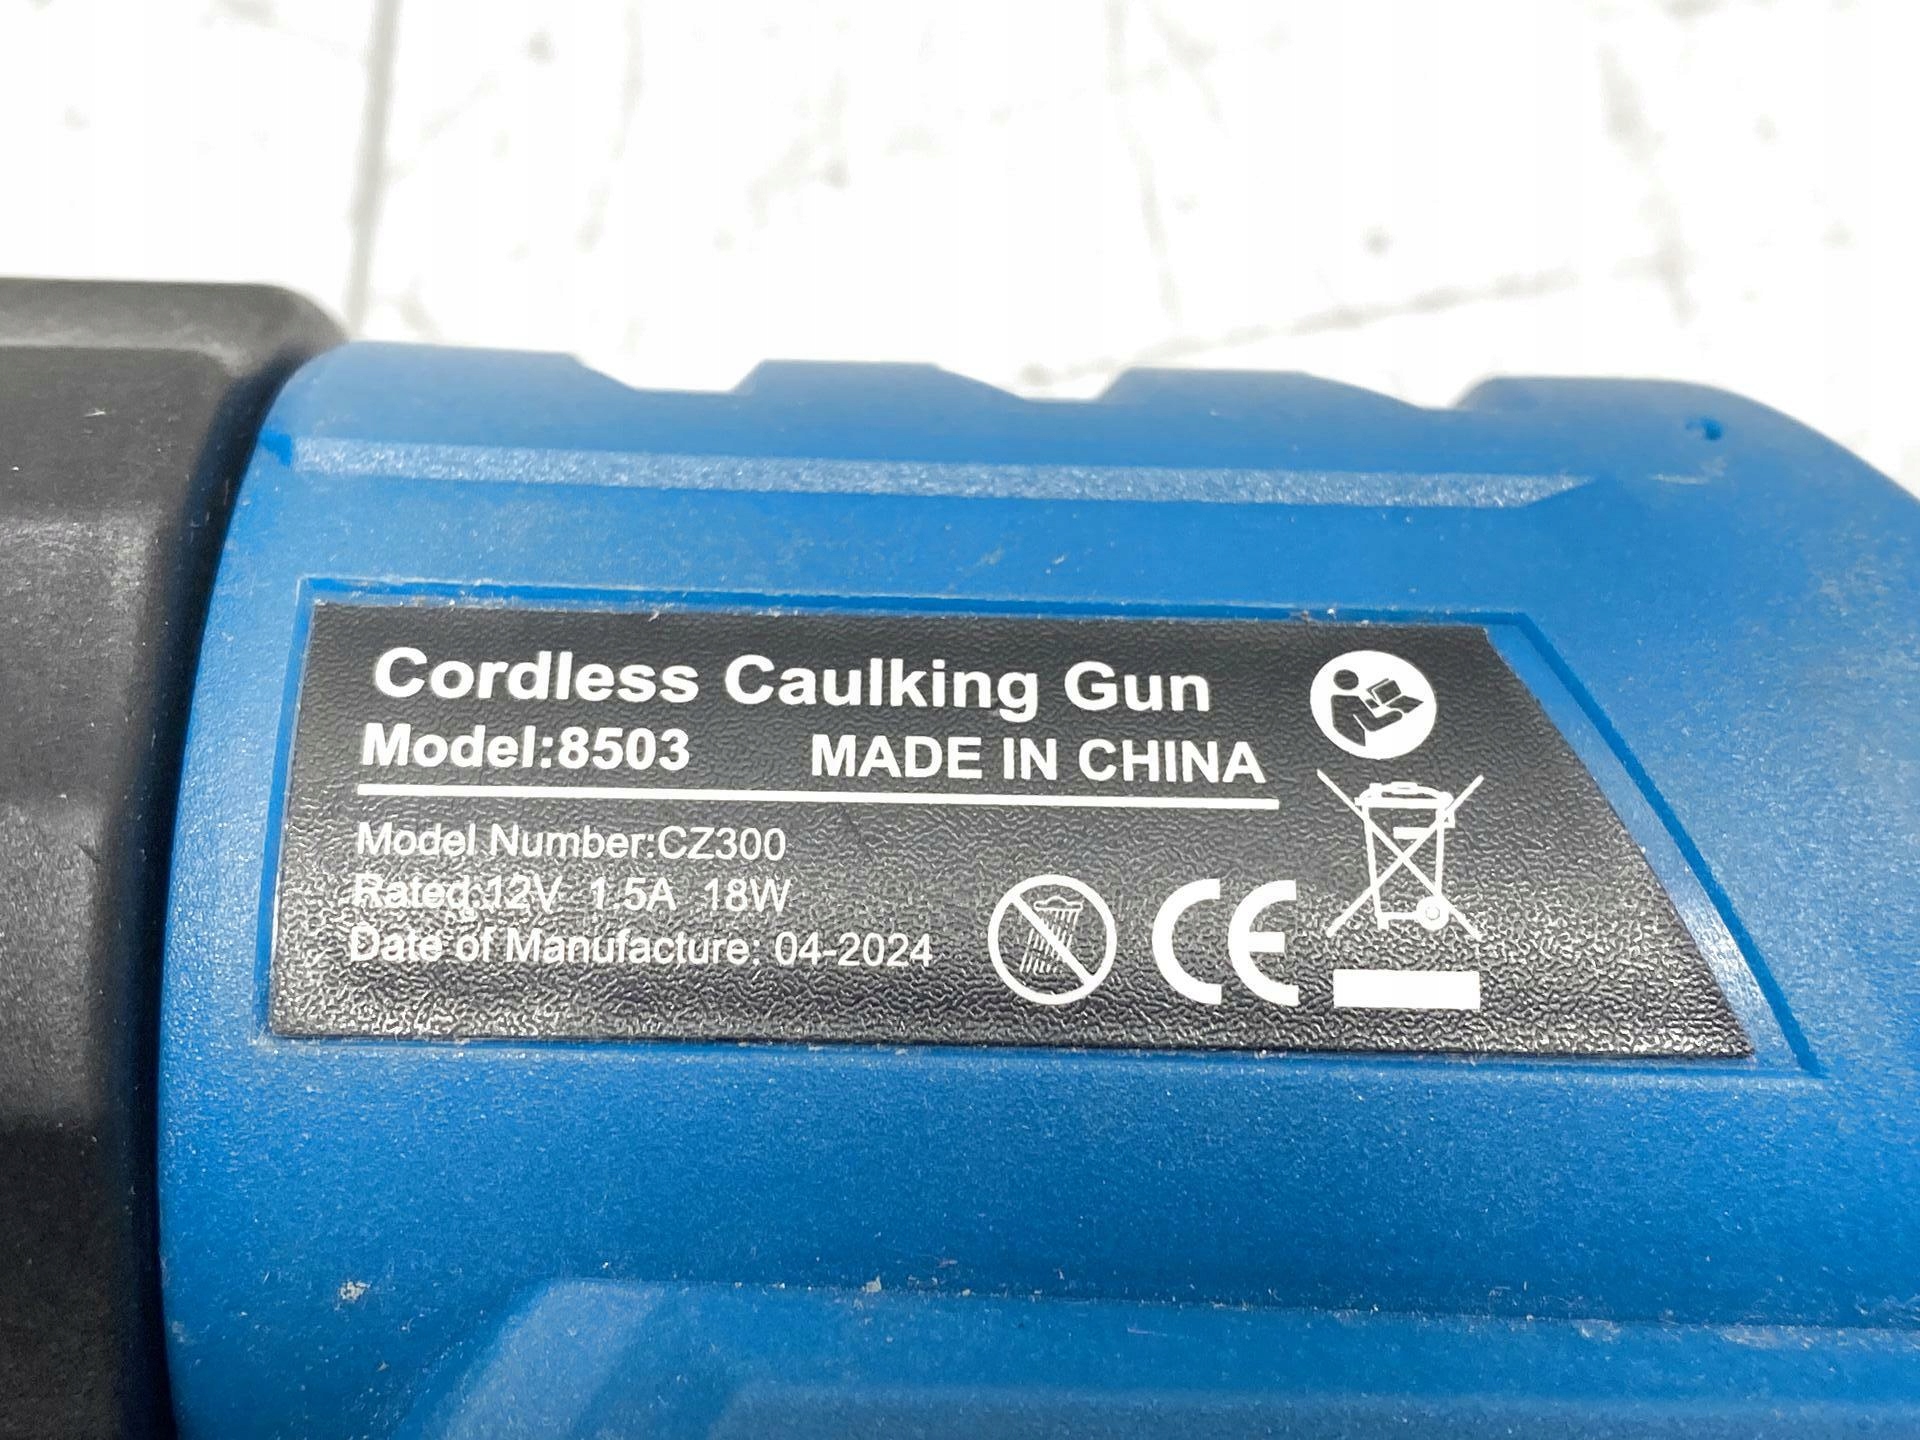 Cordless Caulking Gun
Model:8503 MADE IN CHINA
Model Number:CZ300
Rated:12V 1.5A 18W
Date of Manufacture: 04-2024
CE